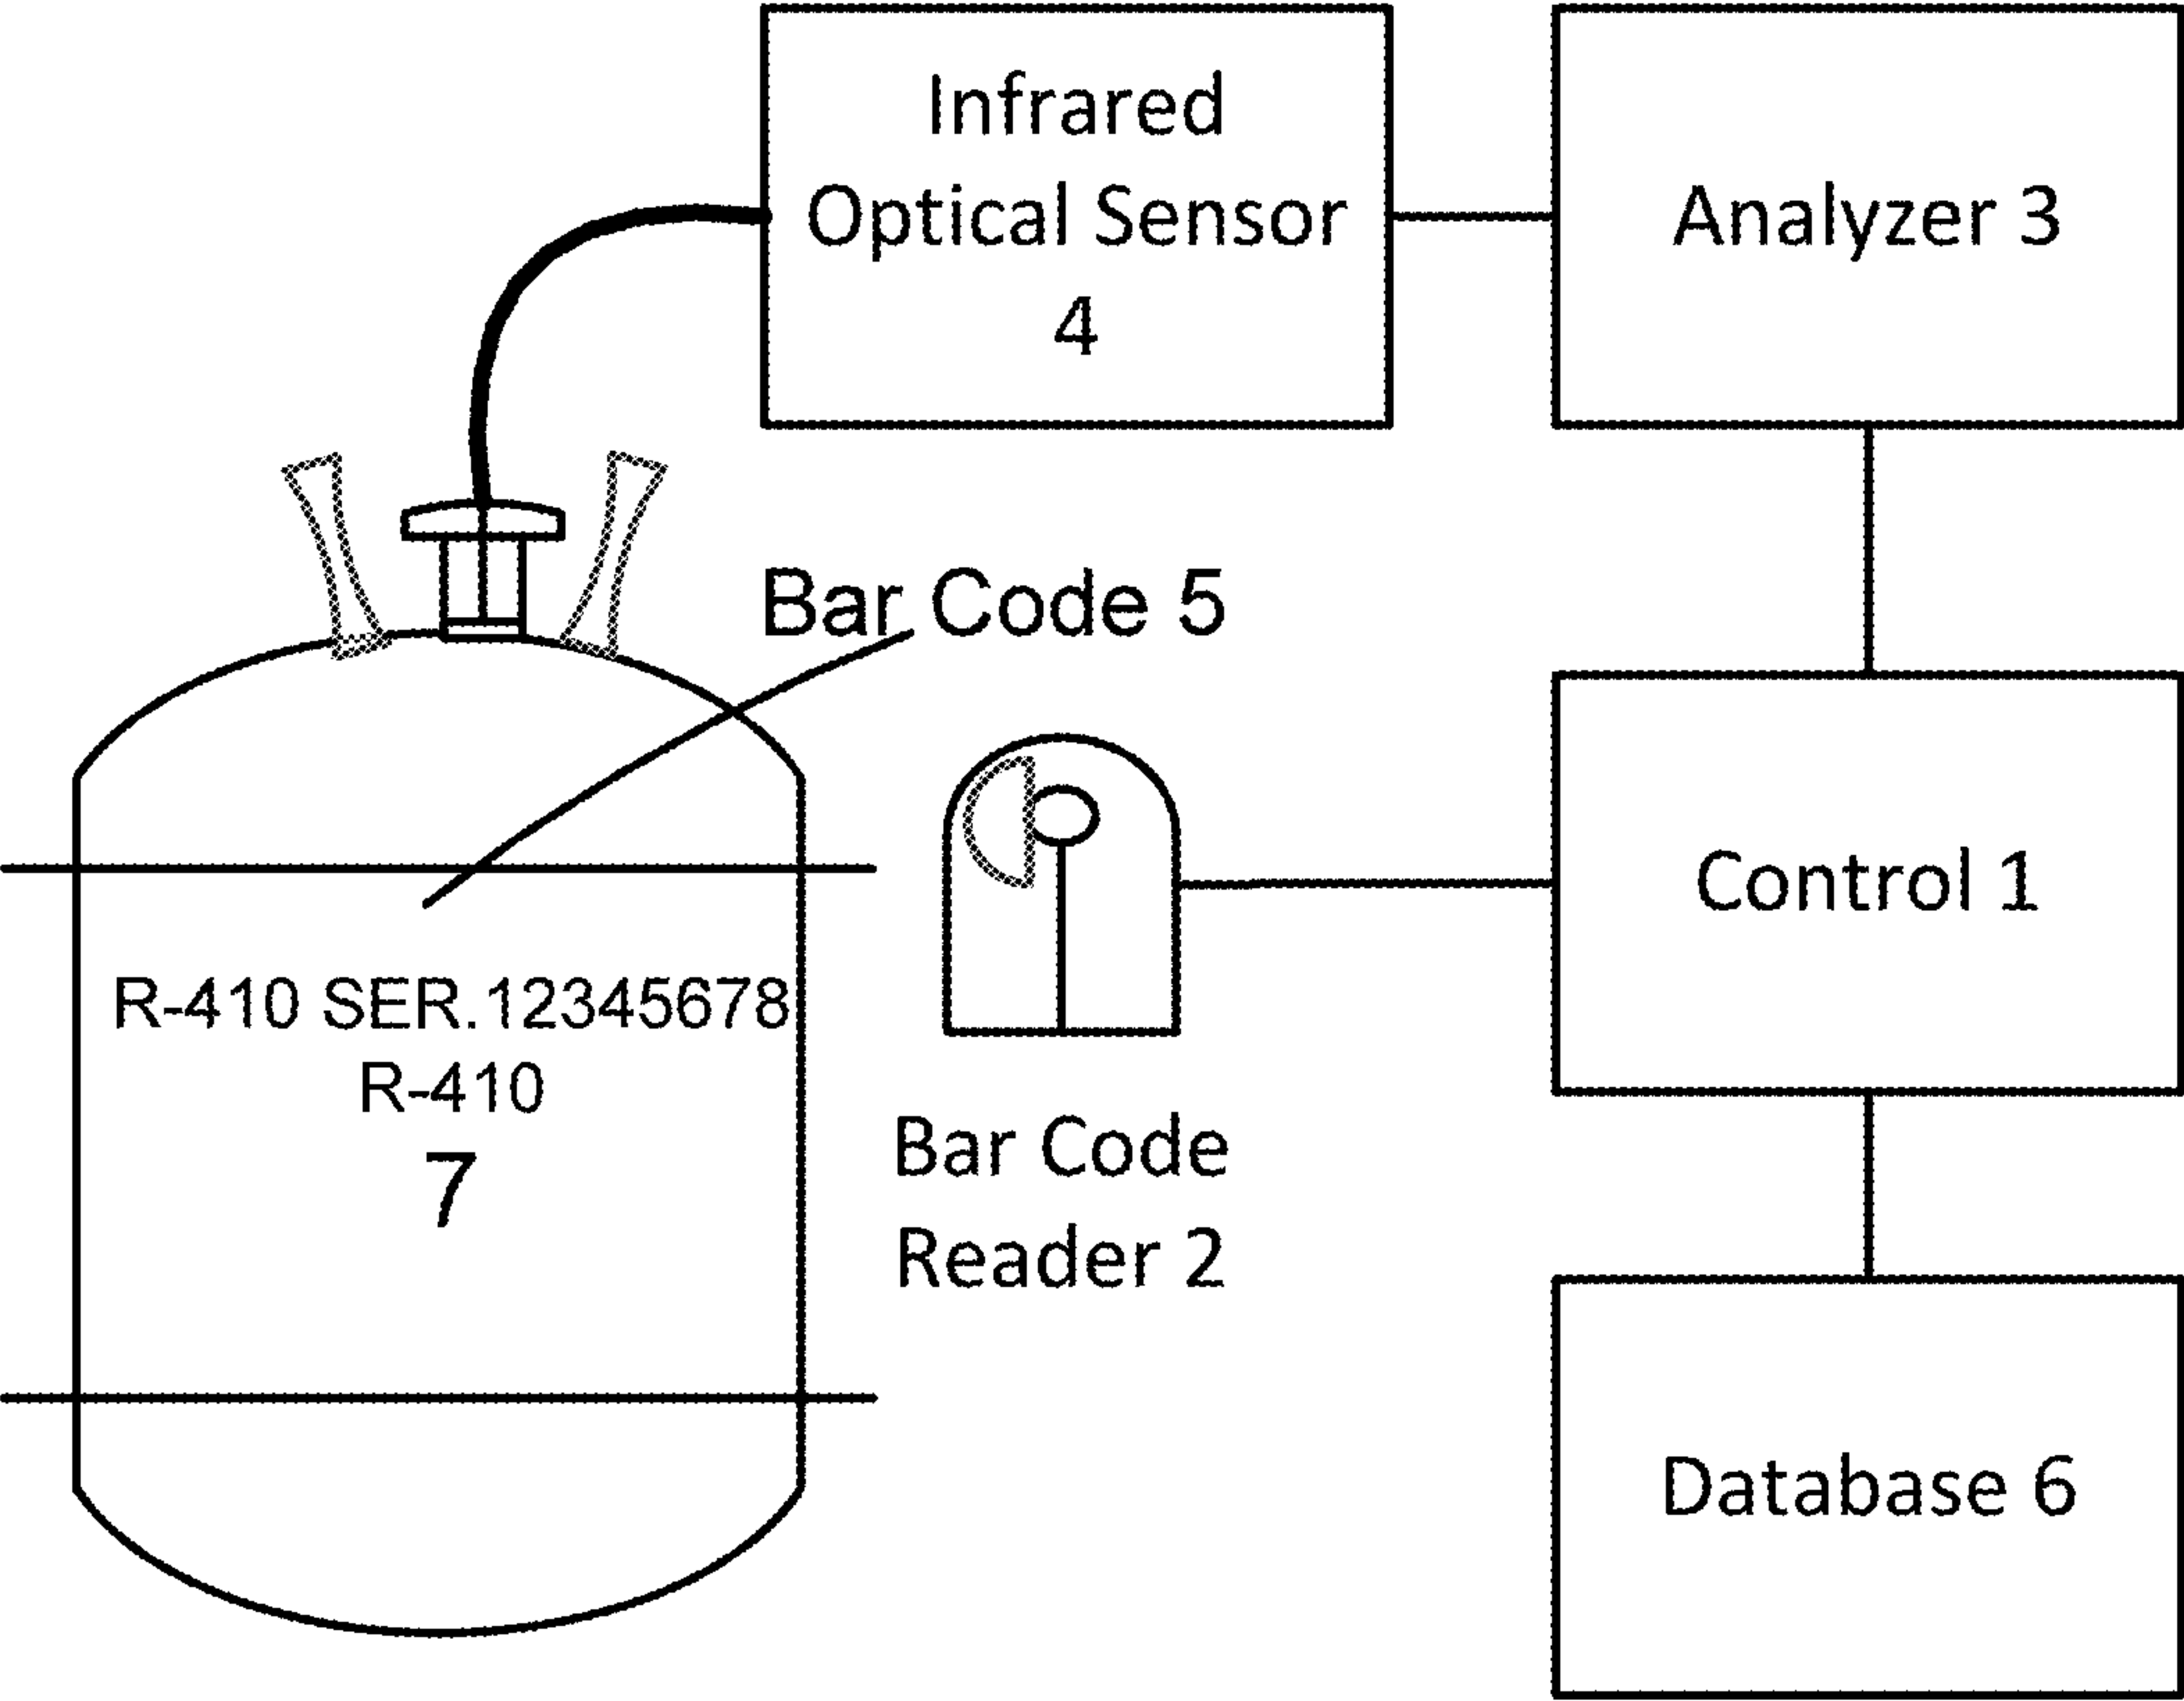 Infrared
Optical Sensor
4
Analyzer 3
Bar Code 5
Control 1
R-410 SER.12345678
R-410
7
Bar Code
Reader 2
Database 6